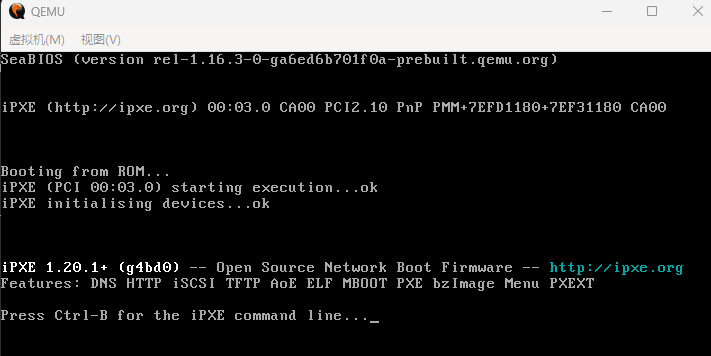 QEMU
虚拟机(M) 视图(V)
SeaBIOS (version rel-1.16.3-0-ga6ed6b701f0a-prebuilt.qemu.org)
iPXE (http://ipxe.org) 00:03.0 CA00 PCI2.10 PnP PMM+7EFD1180+7EF31180 CA00
Booting from ROM...
iPXE (PCI 00:03.0) starting execution...ok
iPXE initialising devices...ok
iPXE 1.20.1+ (g4bd0) -- Open Source Network Boot Firmware -- http://ipxe.org
Features: DNS HTTP iSCSI TFTP AoE ELF MBOOT PXE bzImage Menu PXEXT
Press Ctrl-B for the iPXE command line..._